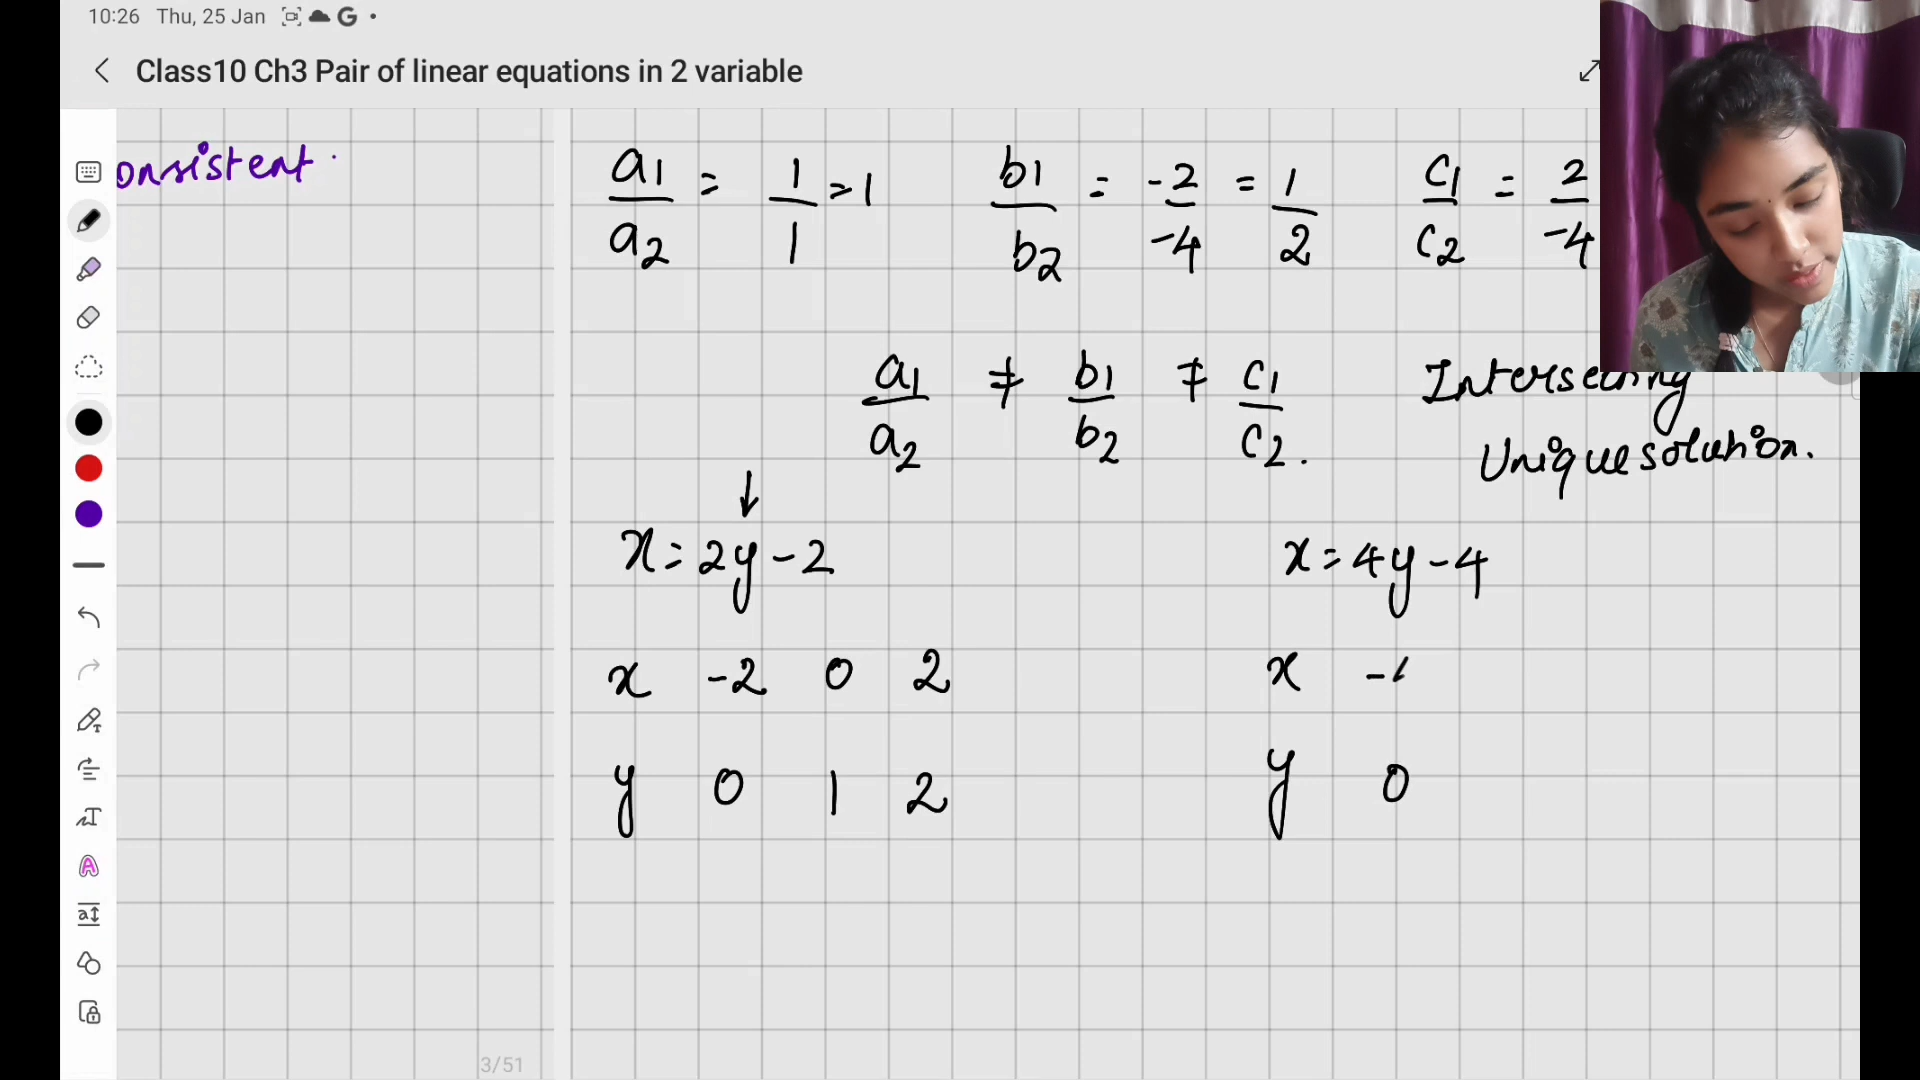 10:26 Thu, 25 Jan
Class10 Ch3 Pair of linear equations in 2 variable
onsistent.
a1/a2 = 1/1 = 1 b1/b2 = -2/-4 = 1/2 c1/c2 = 2/-4
a1/a2 ≠ b1/b2 ≠ c1/c2. Intersecting
Unique solution.
↓
x = 2y - 2 x = 4y - 4
x -2 0 2 x -4
y 0 1 2 y 0
3/51